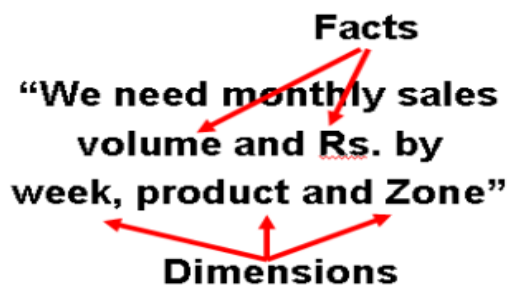 Facts
“We need monthly sales
volume and Rs. by
week, product and Zone”
Dimensions